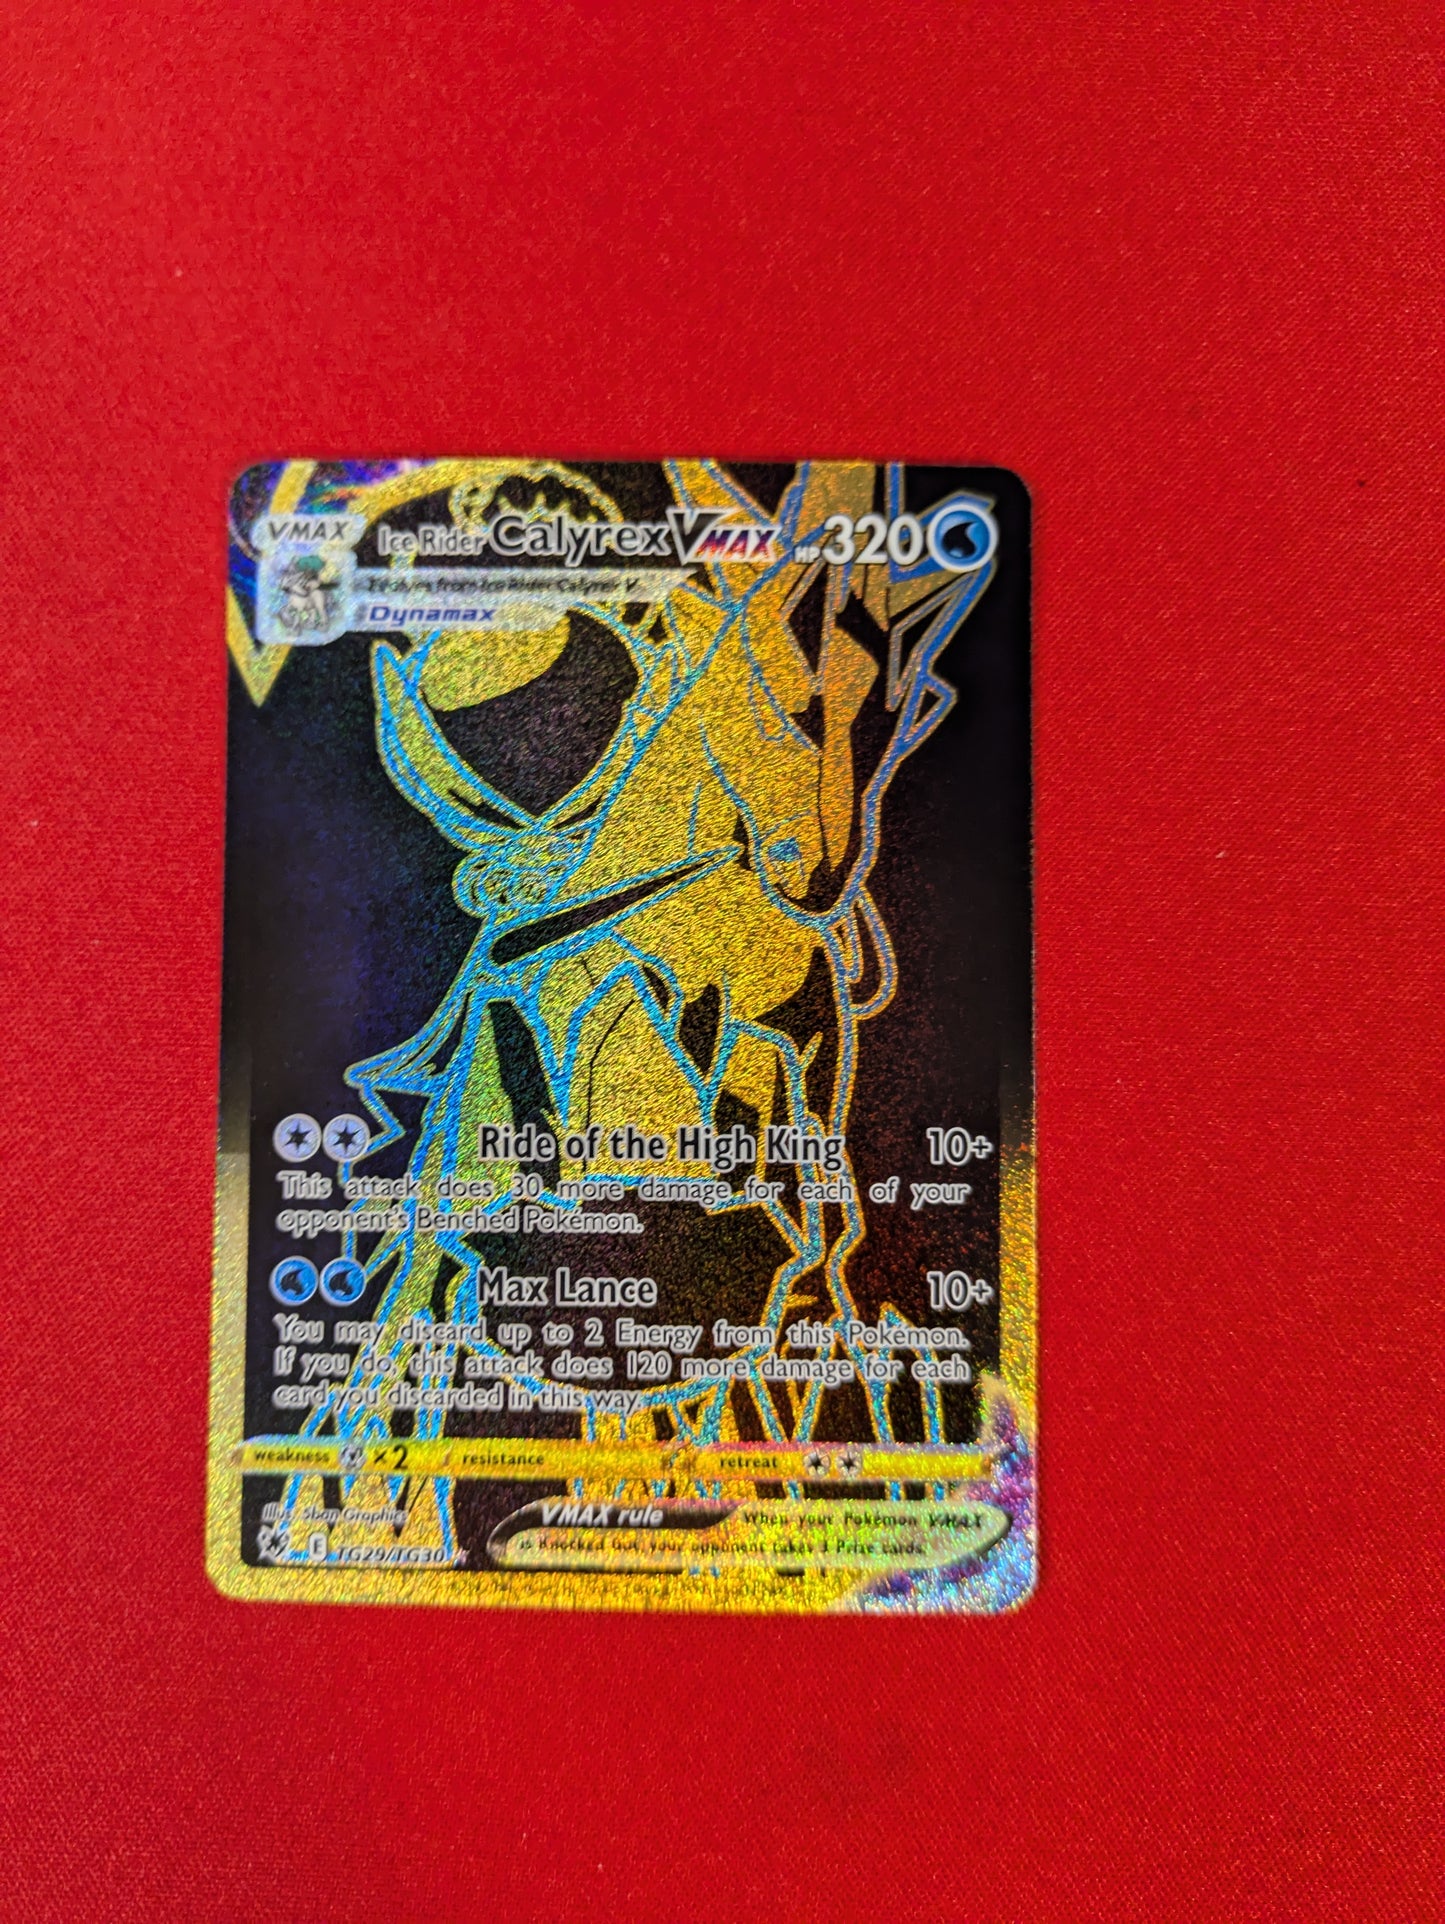 VMAX Ice Rider Calyrex VMAX HP 320
Evolves from Ice Rider Calyrex V
Dynamax
Ride of the High King 10+
This attack does 30 more damage for each of your
opponent's Benched Pokémon.
Max Lance 10+
You may discard up to 2 Energy from this Pokémon.
If you do, this attack does 120 more damage for each
card you discarded in this way.
weakness ×2 resistance retreat
Illus. 5ban Graphics
VMAX rule When your Pokémon VMAX
is Knocked Out, your opponent takes 3 Prize cards.
E TG29/TG30